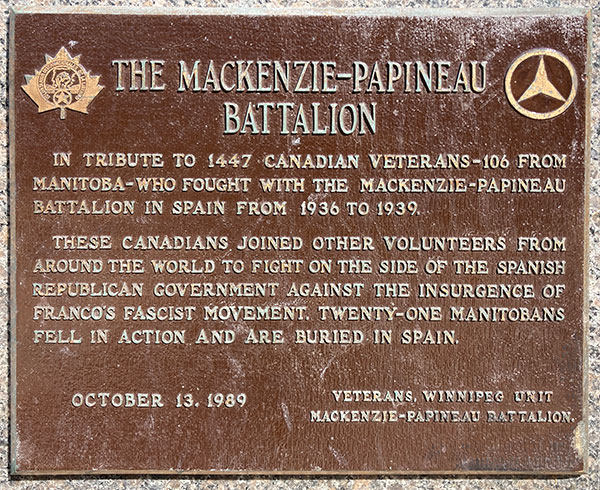 THE MACKENZIE-PAPINEAU
BATTALION
IN TRIBUTE TO 1447 CANADIAN VETERANS-106 FROM
MANITOBA-WHO FOUGHT WITH THE MACKENZIE-PAPINEAU
BATTALION IN SPAIN FROM 1936 TO 1939.
THESE CANADIANS JOINED OTHER VOLUNTEERS FROM
AROUND THE WORLD TO FIGHT ON THE SIDE OF THE SPANISH
REPUBLICAN GOVERNMENT AGAINST THE INSURGENCE OF
FRANCO'S FASCIST MOVEMENT. TWENTY-ONE MANITOBANS
FELL IN ACTION AND ARE BURIED IN SPAIN.
OCTOBER 13. 1989
VETERANS, WINNIPEG UNIT
MACKENZIE-PAPINEAU BATTALION.